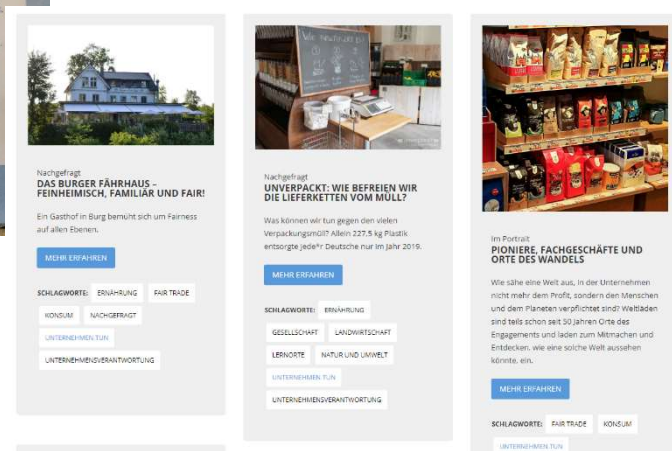 Nachgefragt
DAS BURGER FÄHRHAUS –
FEINHEIMISCH, FAMILIÄR UND FAIR!
Ein Gasthof in Burg bemüht sich um Fairness
auf allen Ebenen.
MEHR ERFAHREN
SCHLAGWORTE: ERNÄHRUNG FAIR TRADE
KONSUM NACHGEFRAGT
UNTERNEHMEN TUN
UNTERNEHMENSVERANTWORTUNG
Nachgefragt
UNVERPACKT: WIE BEFREIEN WIR
DIE LIEFERKETTEN VOM MÜLL?
Was können wir tun gegen den vielen
Verpackungsmüll? Allein 227,5 kg Plastik
entsorgte jede*r Deutsche nur im Jahr 2019.
MEHR ERFAHREN
SCHLAGWORTE: ERNÄHRUNG
GESELLSCHAFT LANDWIRTSCHAFT
LERNORTE NATUR UND UMWELT
UNTERNEHMEN TUN
UNTERNEHMENSVERANTWORTUNG
Im Portrait
PIONIERE, FACHGESCHÄFTE UND
ORTE DES WANDELS
Wie sähe eine Welt aus, in der Unternehmen
nicht mehr dem Profit, sondern den Menschen
und dem Planeten verpflichtet sind? Weltläden
sind teils schon seit 50 Jahren Orte des
Engagements und laden zum Mitmachen und
Entdecken, wie eine solche Welt aussehen
könnte, ein.
MEHR ERFAHREN
SCHLAGWORTE: FAIR TRADE KONSUM
UNTERNEHMEN TUN